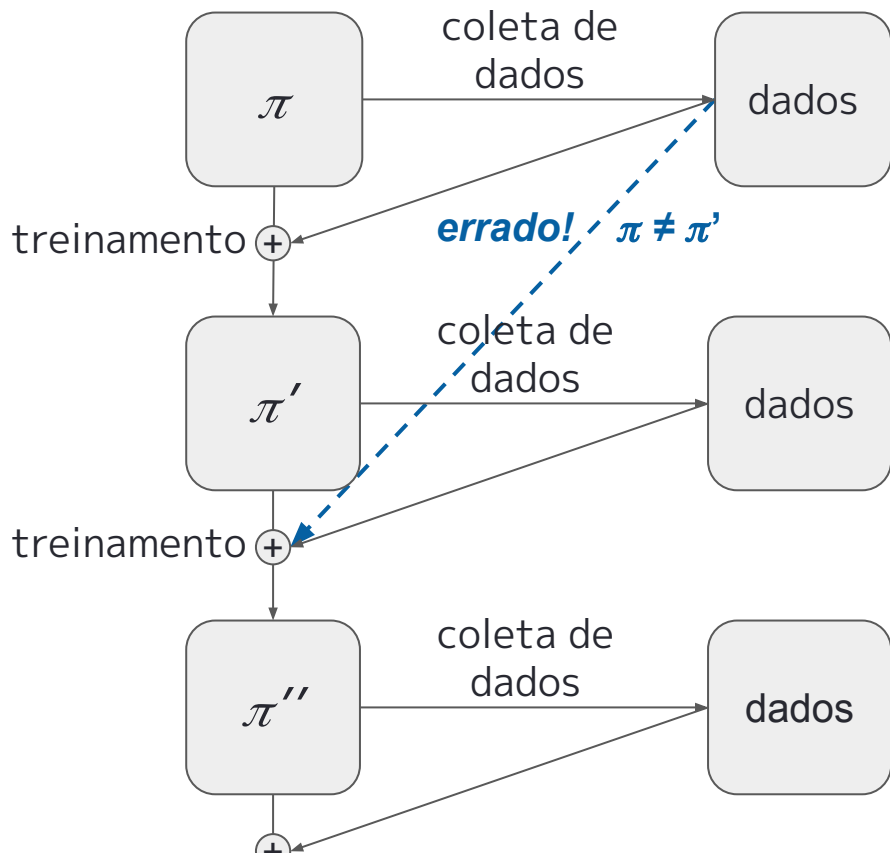 coleta de
dados
π
dados
treinamento
+
errado! π ≠ π’
coleta de
dados
π′
dados
treinamento
+
coleta de
dados
π′′
dados
+